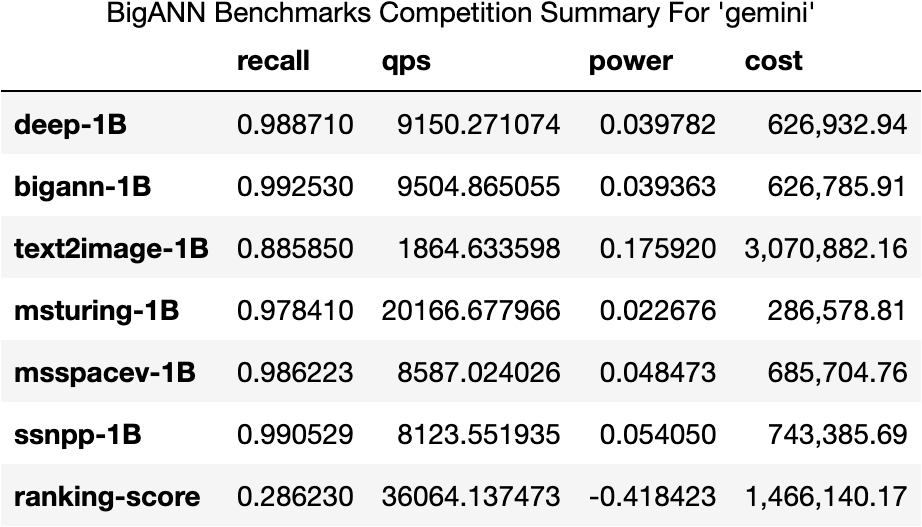 BigANN Benchmarks Competition Summary For 'gemini'
recall qps power cost
deep-1B 0.988710 9150.271074 0.039782 626,932.94
bigann-1B 0.992530 9504.865055 0.039363 626,785.91
text2image-1B 0.885850 1864.633598 0.175920 3,070,882.16
msturing-1B 0.978410 20166.677966 0.022676 286,578.81
msspacev-1B 0.986223 8587.024026 0.048473 685,704.76
ssnpp-1B 0.990529 8123.551935 0.054050 743,385.69
ranking-score 0.286230 36064.137473 -0.418423 1,466,140.17